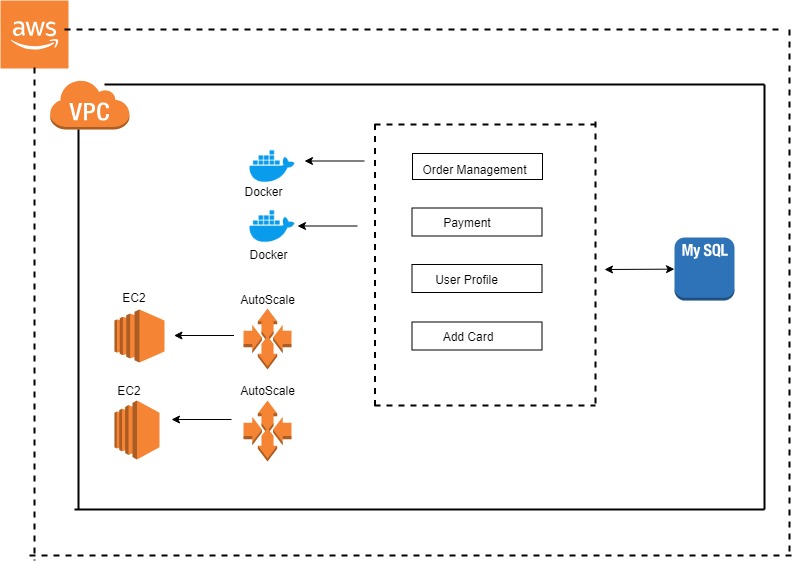 aws
VPC
Order Management
Docker
Payment
Docker
My SQL
User Profile
EC2
AutoScale
Add Card
EC2
AutoScale